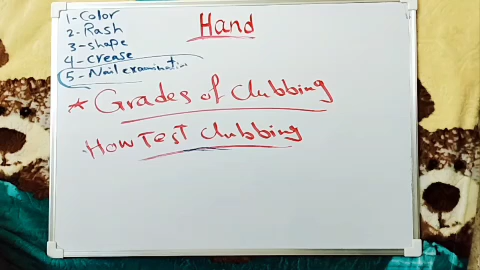 Hand
1-Color
2-Rash
3-shape
4-crease
5-Nail examination
* Grades of clubbing
How Test clubbing